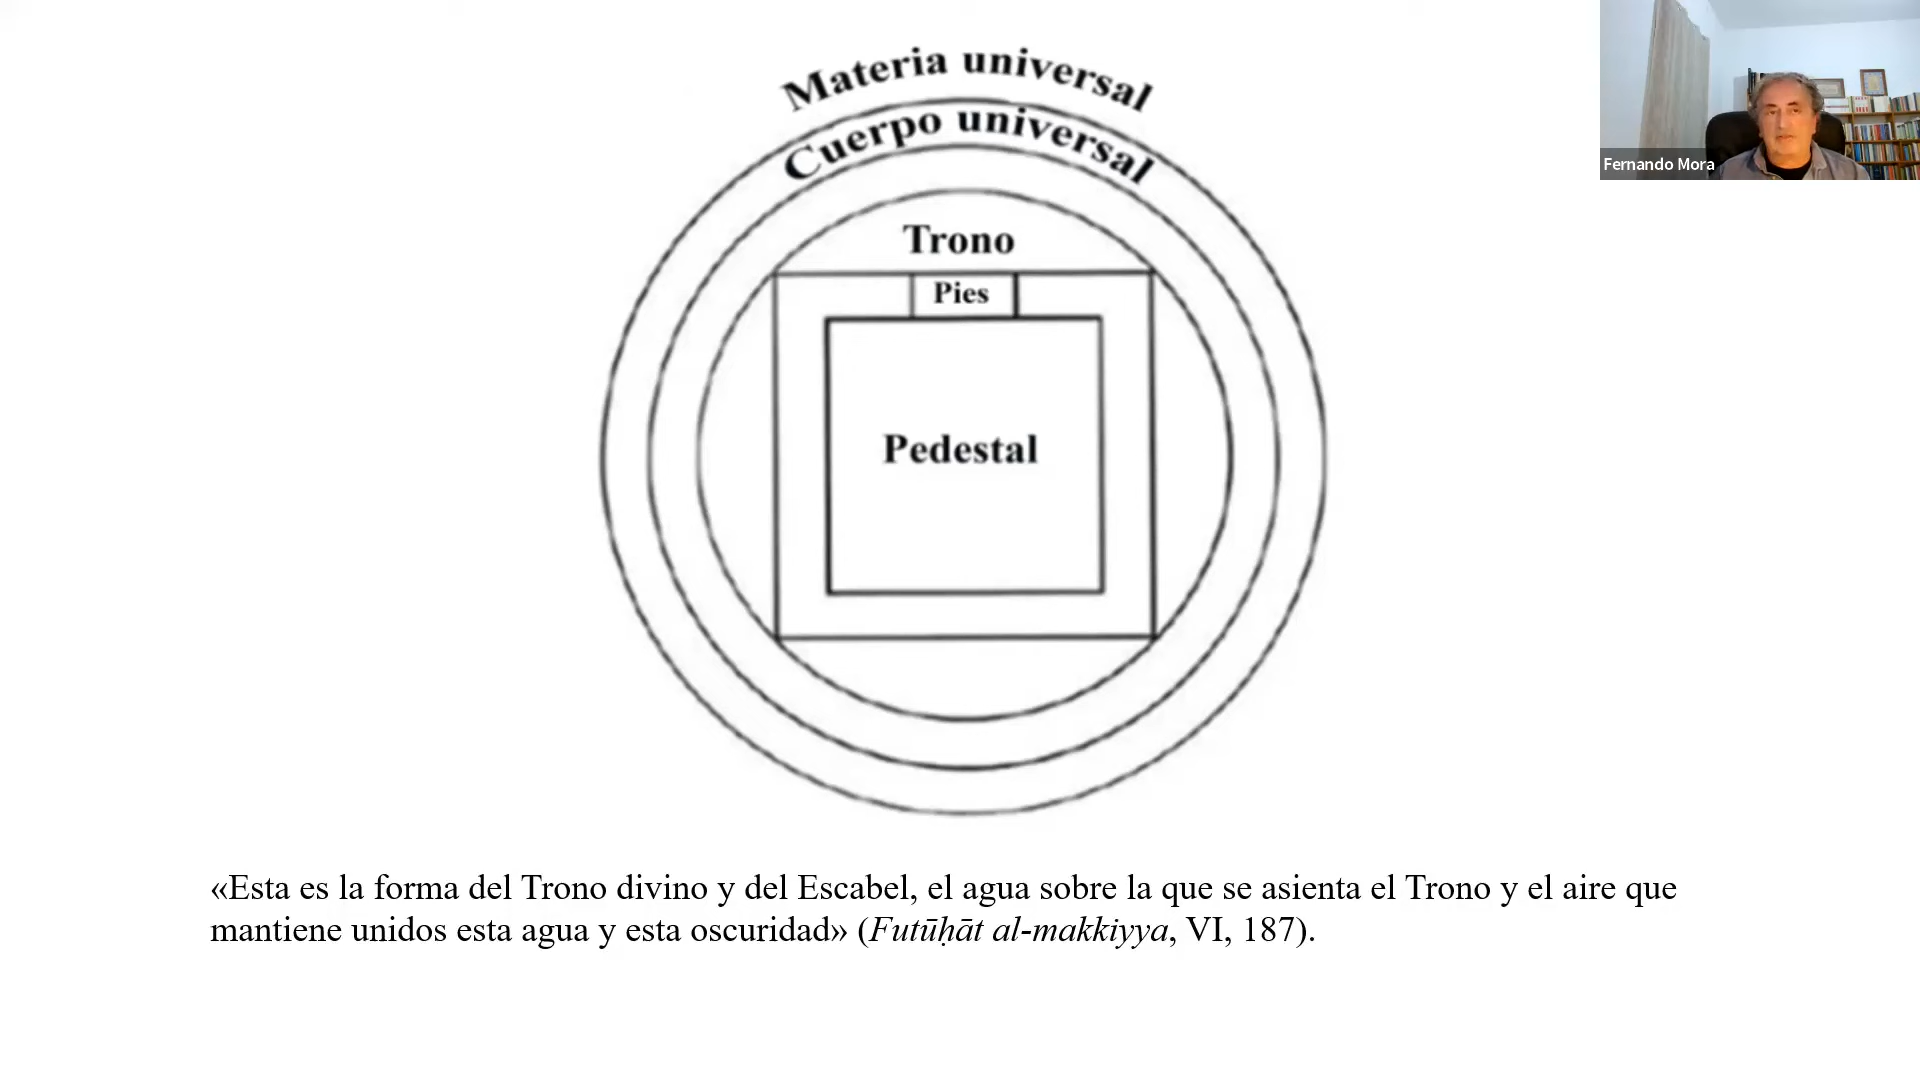 Materia universal
Cuerpo universal
Trono
Pies
Pedestal
Fernando Mora
«Esta es la forma del Trono divino y del Escabel, el agua sobre la que se asienta el Trono y el aire que
mantiene unidos esta agua y esta oscuridad» (Futūḥāt al-makkiyya, VI, 187).